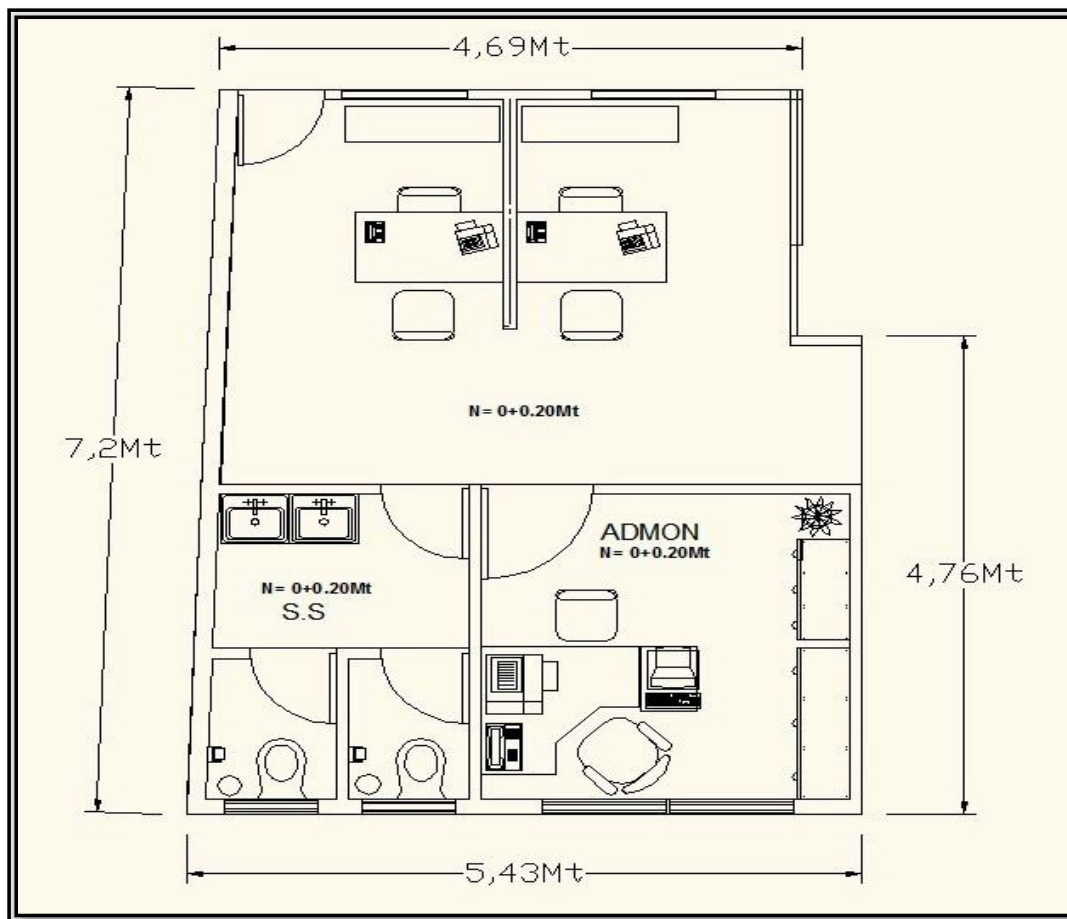 4,69Mt
N= 0+0.20Mt
7,2Mt
ADMON
N= 0+0.20Mt
4,76Mt
N= 0+0.20Mt
S.S
5,43Mt